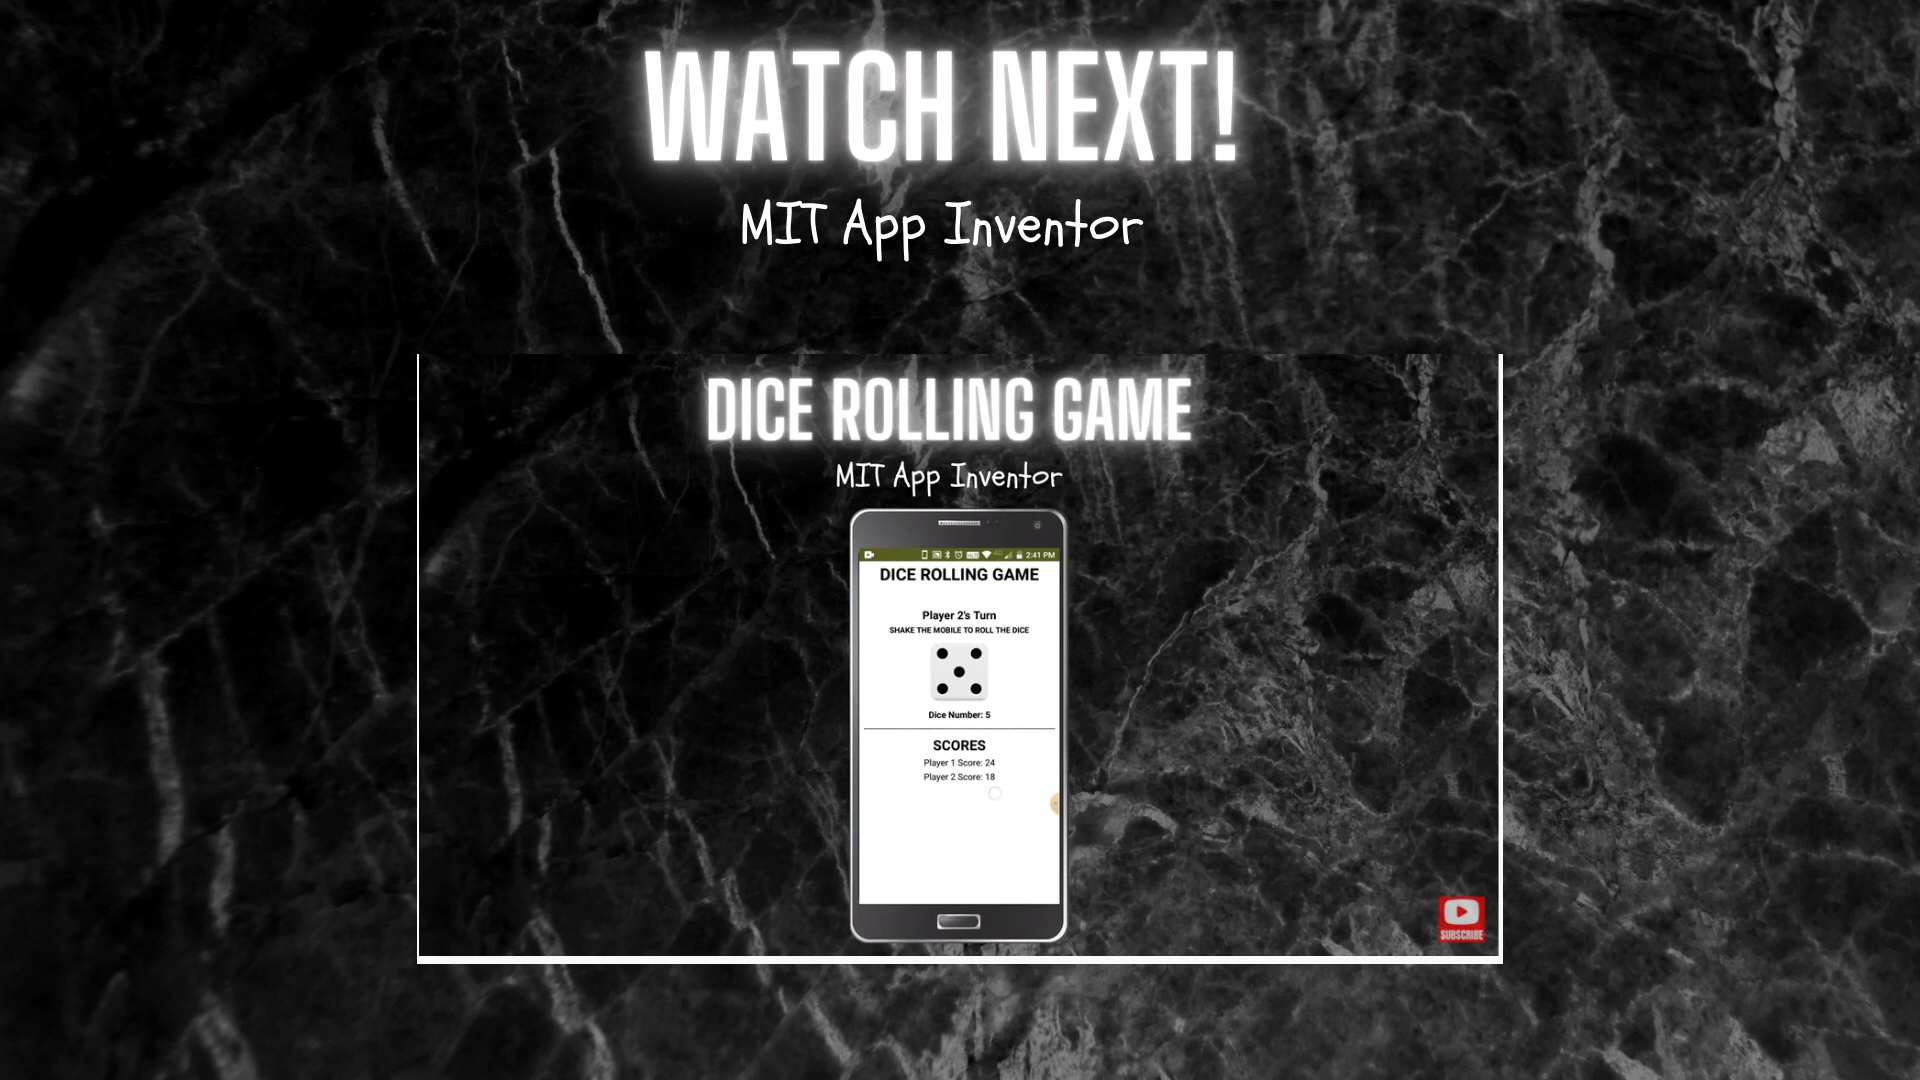 WATCH NEXT!
MIT App Inventor
DICE ROLLING GAME
MIT App Inventor
2:41 PM
DICE ROLLING GAME
Player 2's Turn
SHAKE THE MOBILE TO ROLL THE DICE
Dice Number: 5
SCORES
Player 1 Score: 24
Player 2 Score: 18
SUBSCRIBE